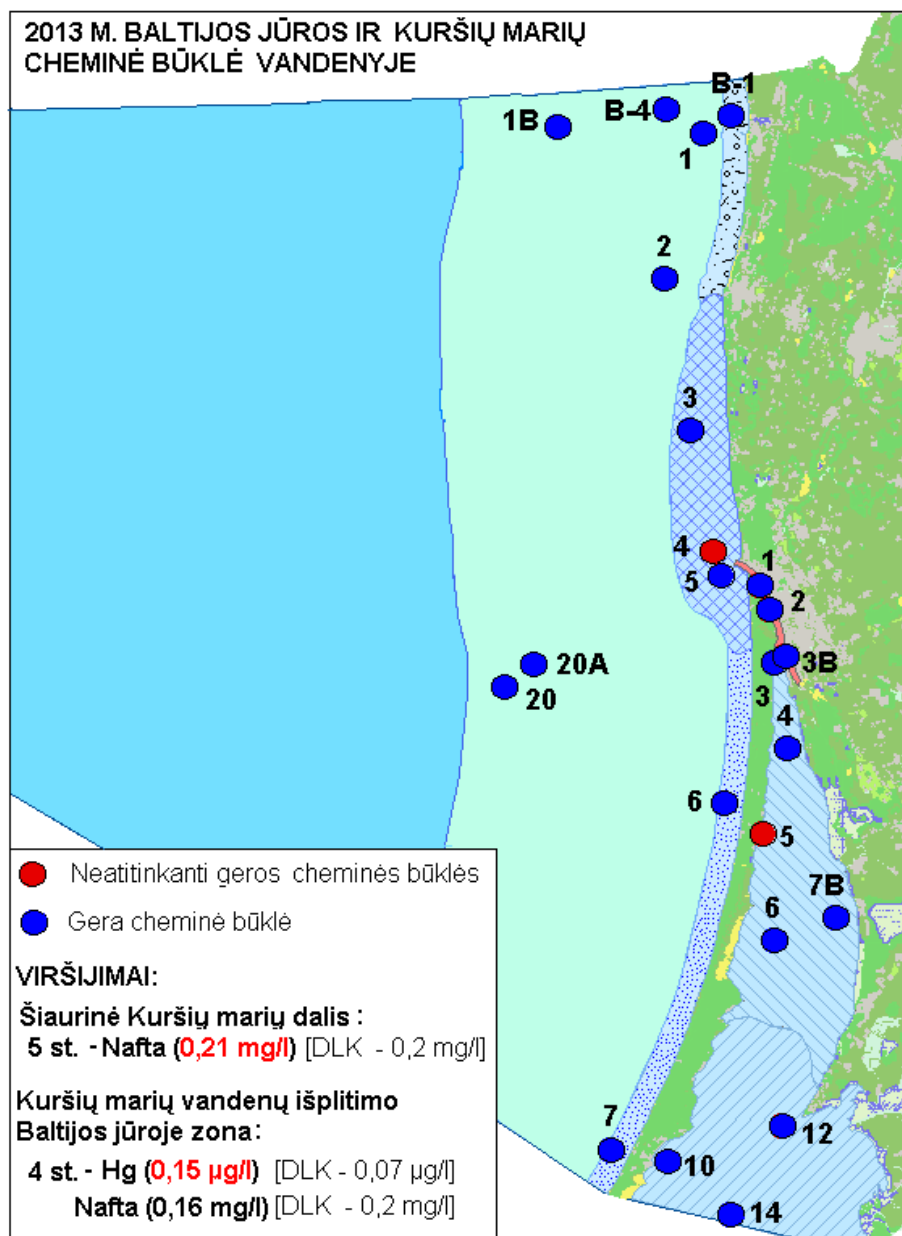 2013 M. BALTIJOS JŪROS IR KURŠIŲ MARIŲ
CHEMINĖ BŪKLĖ VANDENYJE
B-1
B-4
1B
1
2
3
4
5
1
2
3B
3
20A
20
4
6
5
7B
6
7
12
10
14
Neatitinkanti geros cheminės būklės
Gera cheminė būklė
VIRŠIJIMAI:
Šiaurinė Kuršių marių dalis :
5 st. - Nafta (0,21 mg/l) [DLK - 0,2 mg/l]
Kuršių marių vandenų išplitimo
Baltijos jūroje zona:
4 st. - Hg (0,15 µg/l) [DLK - 0,07 µg/l]
Nafta (0,16 mg/l) [DLK - 0,2 mg/l]